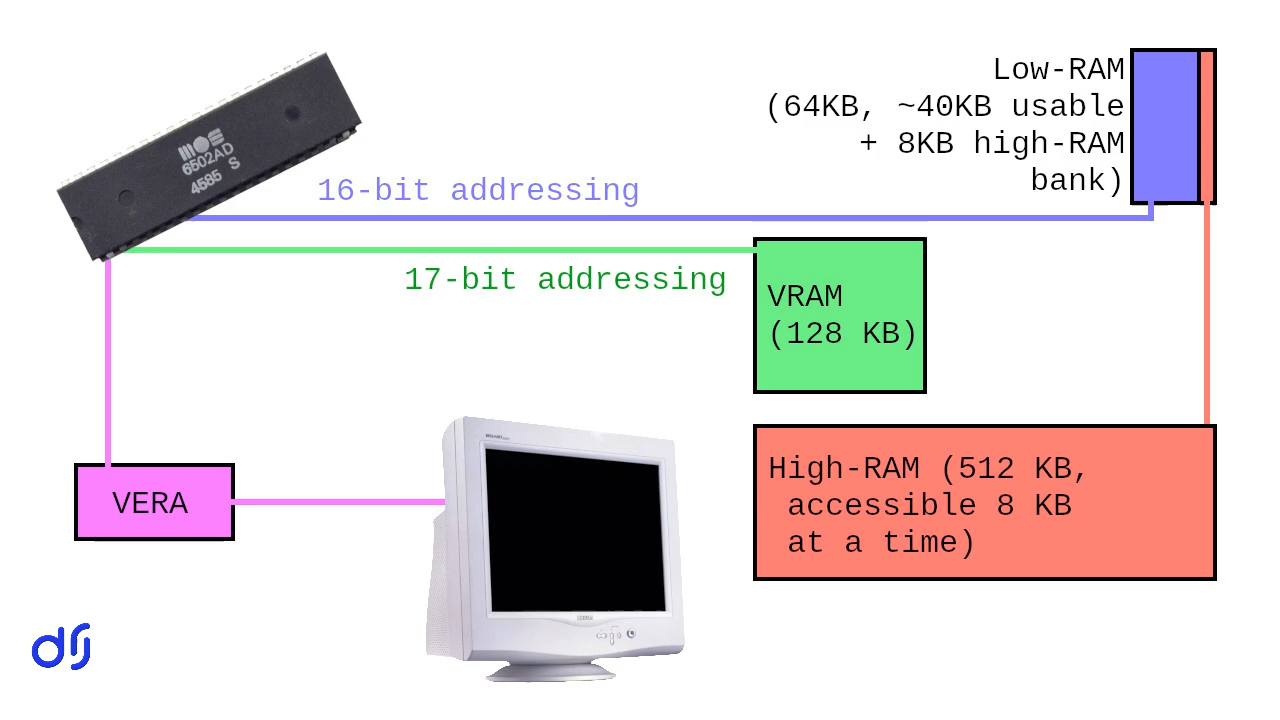 mos
6502AD
4585 S
Low-RAM
(64KB, ~40KB usable
+ 8KB high-RAM
bank)
16-bit addressing
17-bit addressing
VRAM
(128 KB)
High-RAM (512 KB,
accessible 8 KB
at a time)
VERA